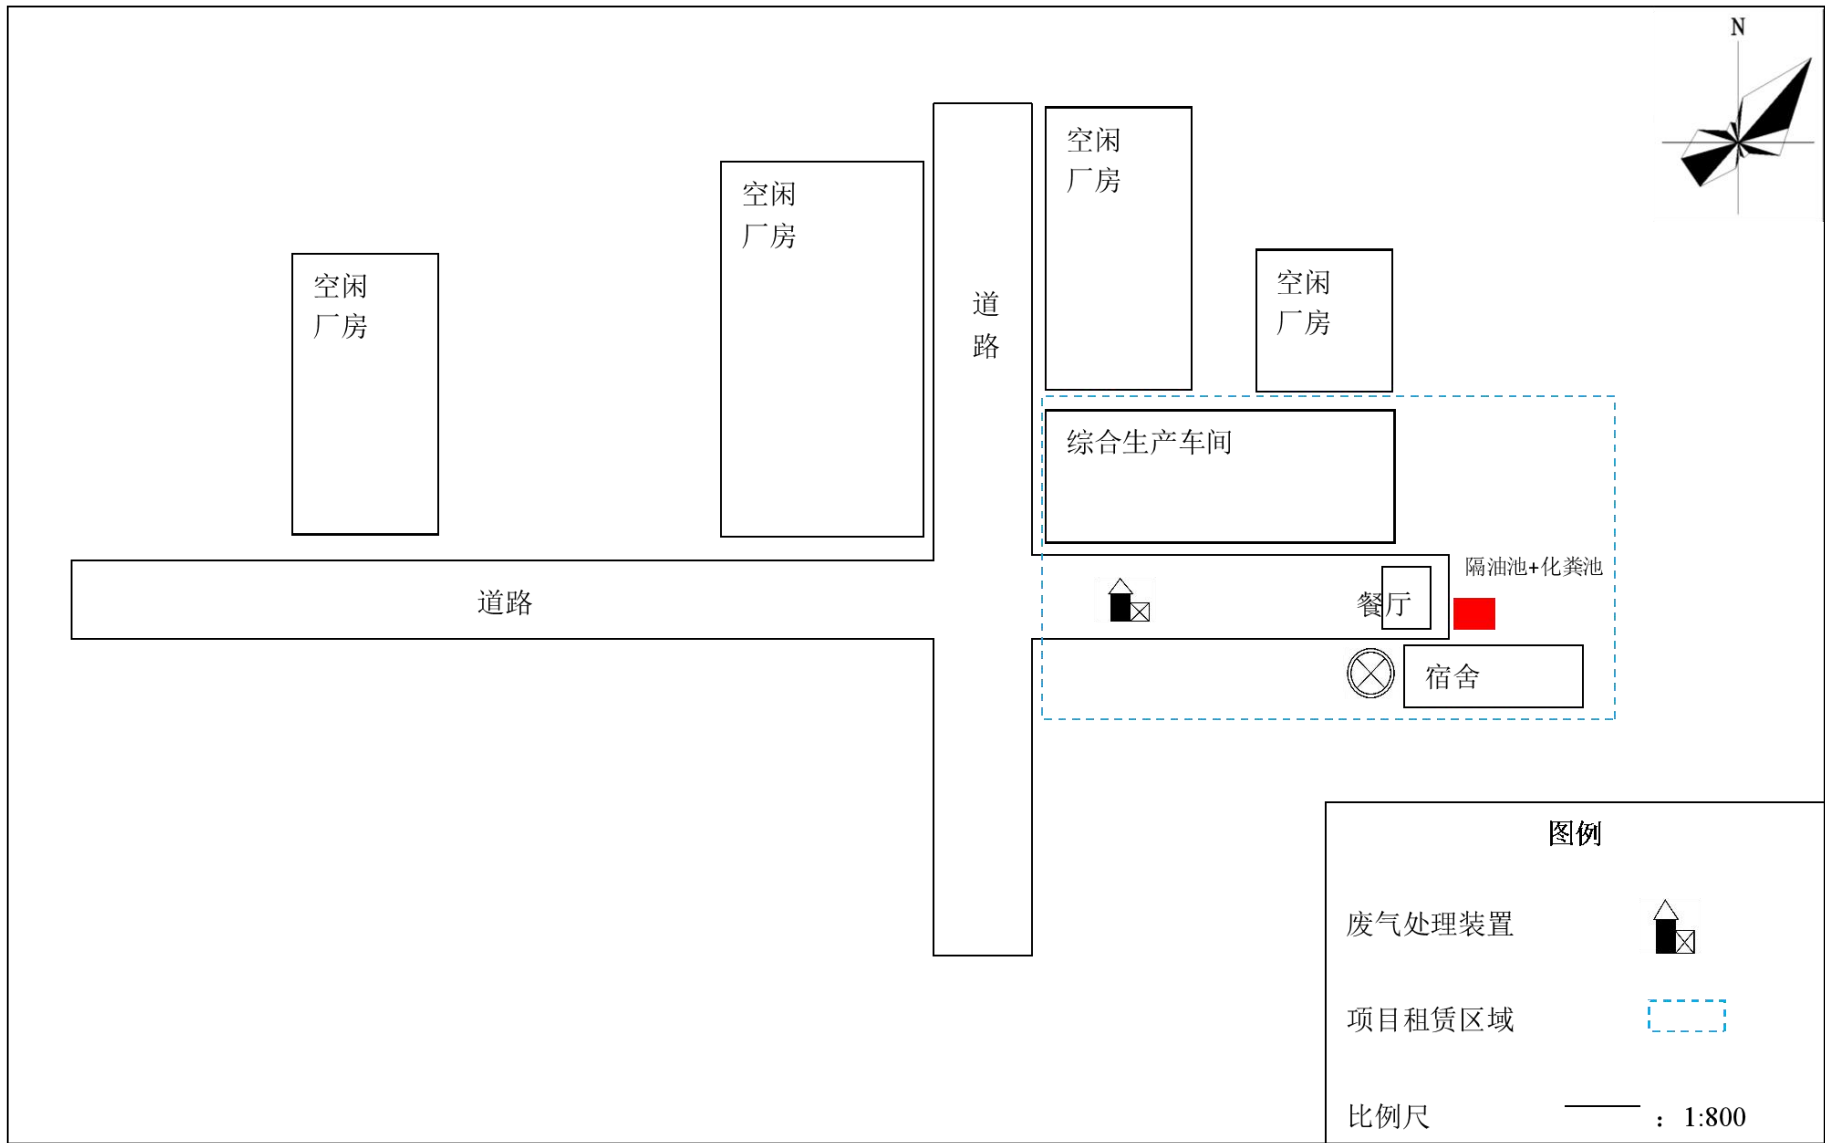 N
空闲
厂房
空闲
厂房
空闲
厂房
空闲
厂房
道
路
综合生产车间
隔油池+化粪池
道路
餐厅
宿舍
图例
废气处理装置
项目租赁区域
比例尺 ：1:800